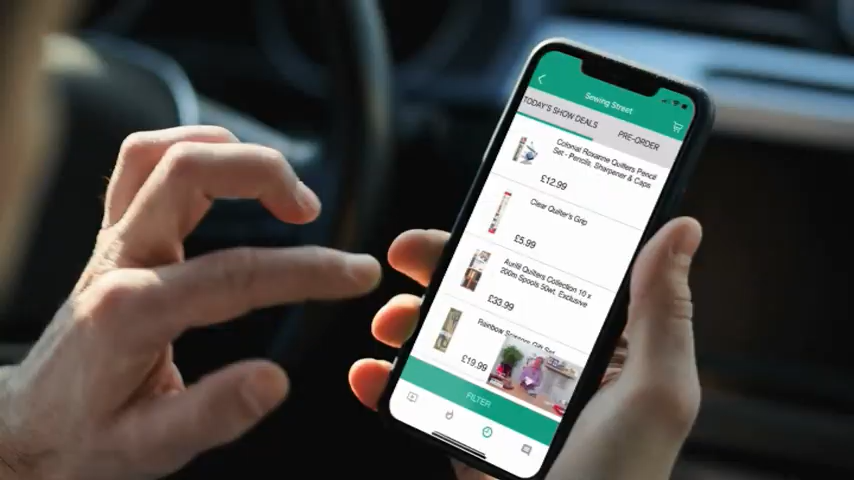 Sewing Street
TODAY'S SHOW DEALS
PRE-ORDER
Colonial Roxanne Quilters Pencil
Set - Pencils, Sharpener & Caps
£12.99
Clear Quilter's Grip
£5.99
Aurifil Quilters Collection 10 x
200m Spools 50wt. Exclusive
£33.99
Rainbow Scissors Gift Set
£19.99
FILTER